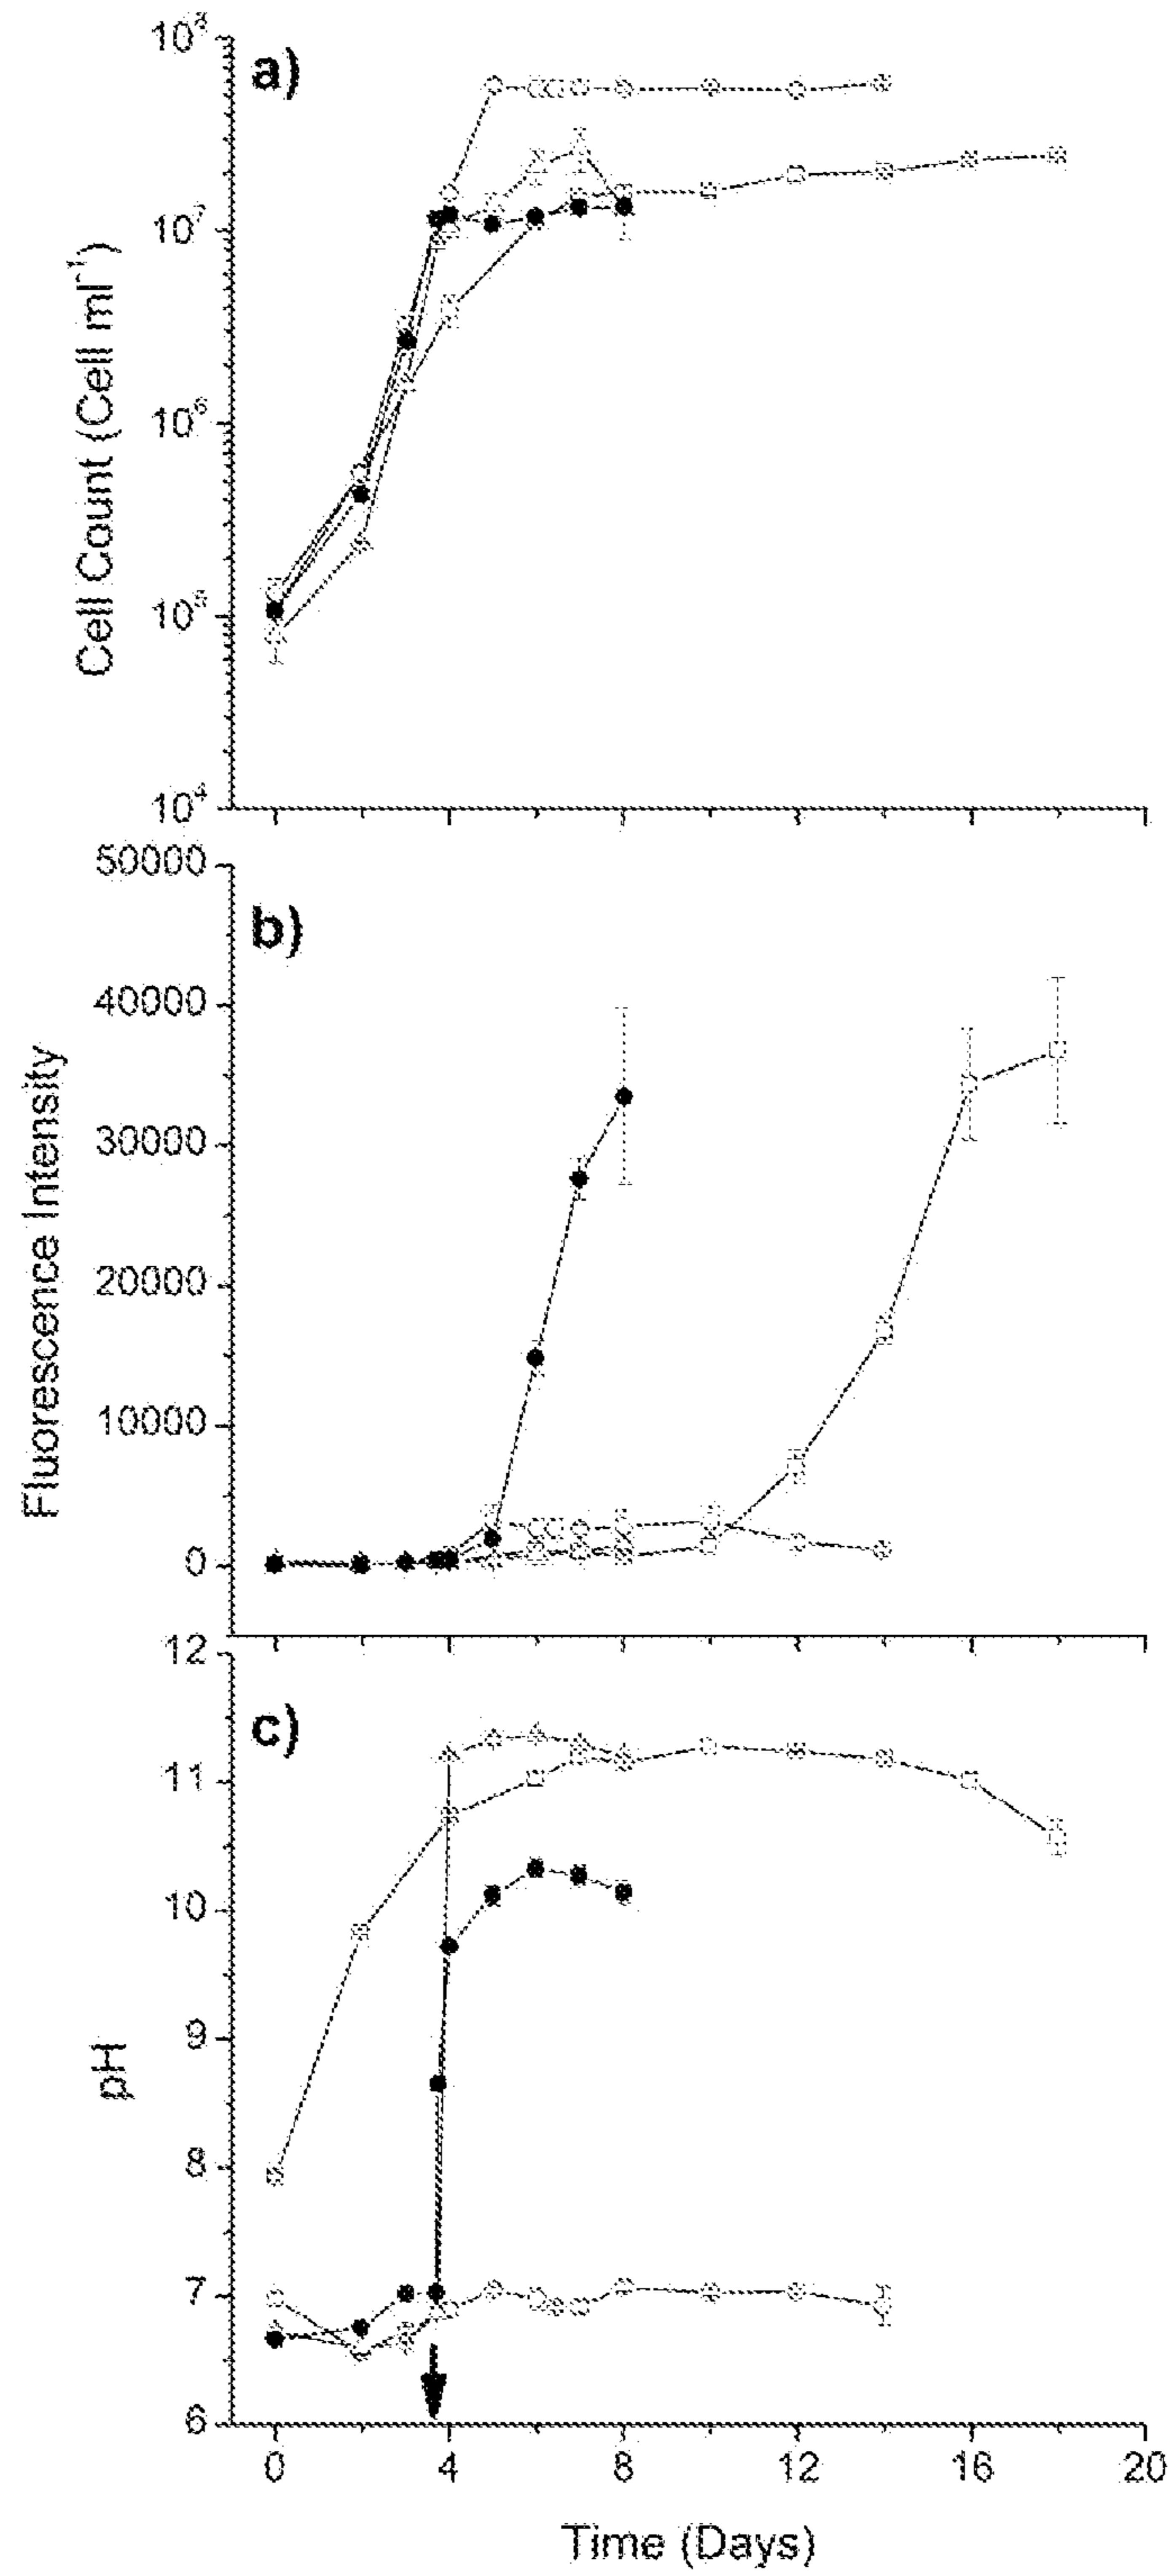 a)
10⁸
10⁷
10⁶
10⁵
10⁴
Cell Count (Cell ml⁻¹)
b)
50000
40000
30000
20000
10000
0
Fluorescence Intensity
c)
12
11
10
9
8
7
6
pH
0 4 8 12 16 20
Time (Days)